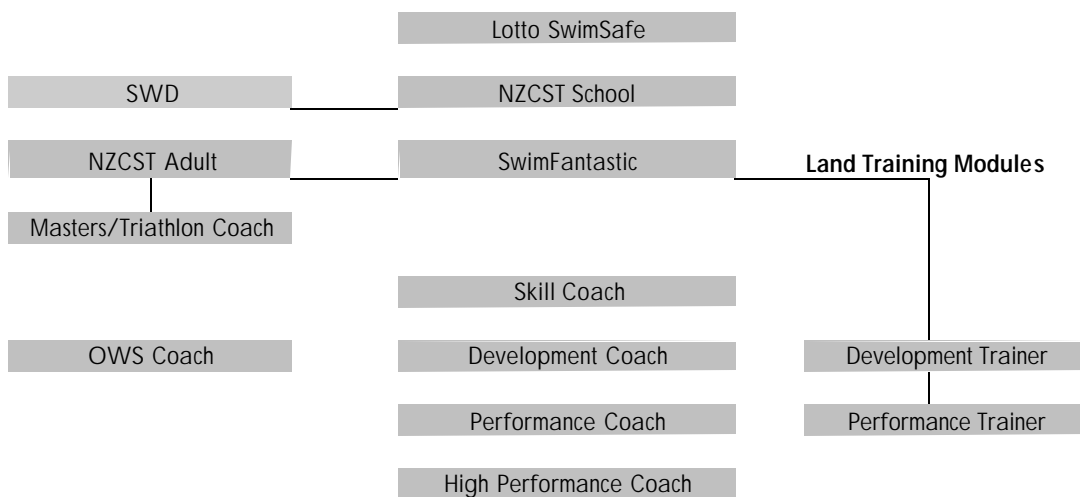 Lotto SwimSafe
SWD
NZCST School
NZCST Adult
SwimFantastic
Land Training Modules
Masters/Triathlon Coach
Skill Coach
OWS Coach
Development Coach
Development Trainer
Performance Coach
Performance Trainer
High Performance Coach